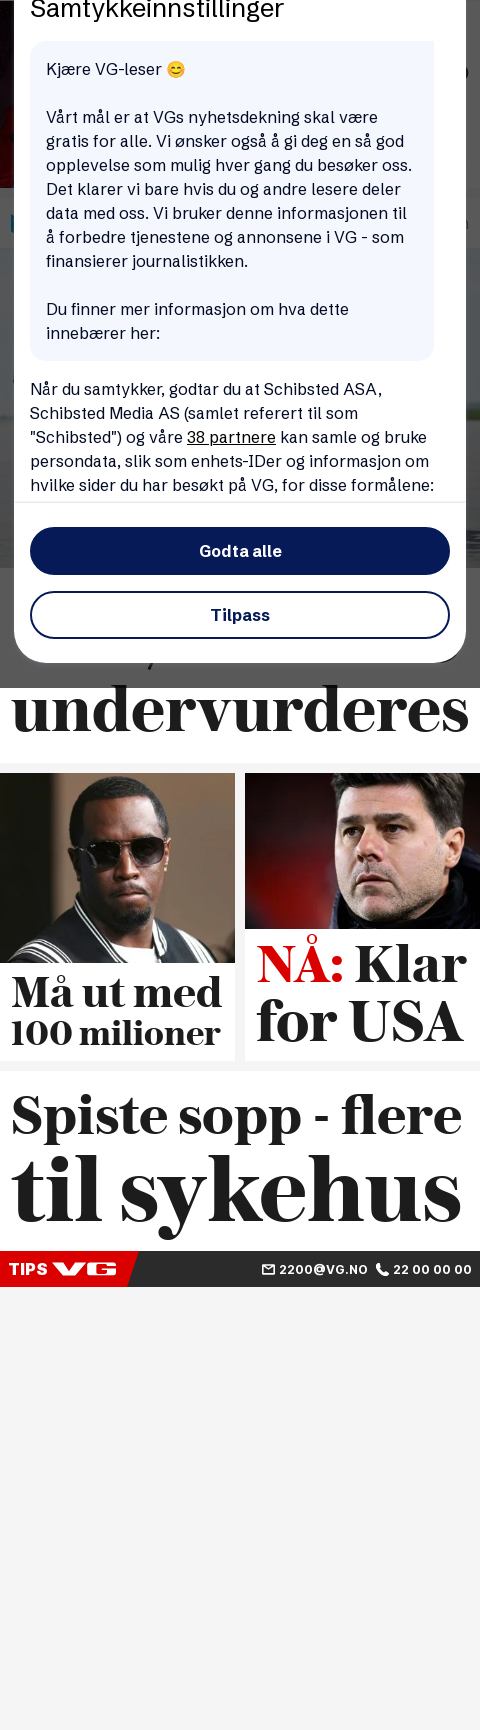 Samtykkeinnstillinger
Kjære VG-leser 😊
Vårt mål er at VGs nyhetsdekning skal være
gratis for alle. Vi ønsker også å gi deg en så god
opplevelse som mulig hver gang du besøker oss.
Det klarer vi bare hvis du og andre lesere deler
data med oss. Vi bruker denne informasjonen til
å forbedre tjenestene og annonsene i VG - som
finansierer journalistikken.
Du finner mer informasjon om hva dette
innebærer her:
Når du samtykker, godtar du at Schibsted ASA,
Schibsted Media AS (samlet referert til som
"Schibsted") og våre 38 partnere kan samle og bruke
persondata, slik som enhets-IDer og informasjon om
hvilke sider du har besøkt på VG, for disse formålene:
Godta alle
Tilpass
undervurderes
Må ut med
100 milioner
NÅ: Klar
for USA
Spiste sopp - flere
til sykehus
TIPS VG 2200@VG.NO 22 00 00 00